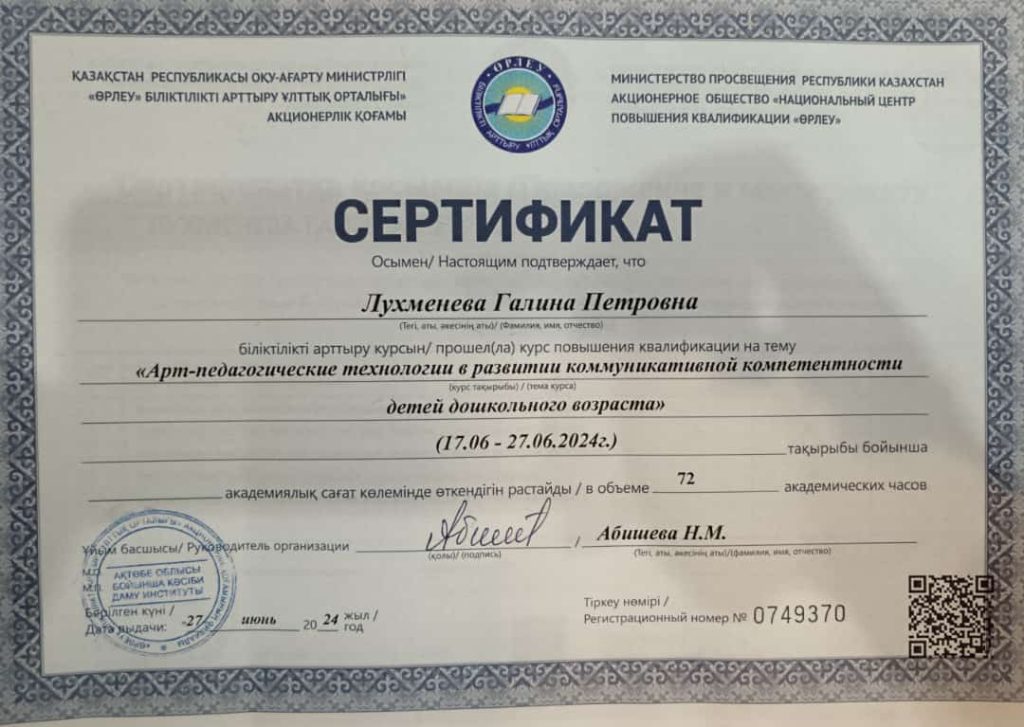 ҚАЗАҚСТАН РЕСПУБЛИКАСЫ ОҚУ-АҒАРТУ МИНИСТРЛІГІ
«ӨРЛЕУ» БІЛІКТІЛІКТІ АРТТЫРУ ҰЛТТЫҚ ОРТАЛЫҒЫ»
АКЦИОНЕРЛІК ҚОҒАМЫ
ӨРЛЕУ
БІЛІКТІЛІКТІ АРТТЫРУ ҰЛТТЫҚ ОРТАЛЫҒЫ
МИНИСТЕРСТВО ПРОСВЕЩЕНИЯ РЕСПУБЛИКИ КАЗАХСТАН
АКЦИОНЕРНОЕ ОБЩЕСТВО «НАЦИОНАЛЬНЫЙ ЦЕНТР
ПОВЫШЕНИЯ КВАЛИФИКАЦИИ «ӨРЛЕУ»
СЕРТИФИКАТ
Осымен/ Настоящим подтверждает, что
Лухменева Галина Петровна
(Тегі, аты, әкесінің аты)/ (Фамилия, имя, отчество)
біліктілікті арттыру курсын/ прошел(ла) курс повышения квалификации на тему
«Арт-педагогические технологии в развитии коммуникативной компетентности
(курс тақырыбы) / (тема курса)
детей дошкольного возраста»
(17.06 - 27.06.2024г.) тақырыбы бойынша
академиялық сағат көлемінде өткендігін растайды / в объеме 72 академических часов
Ұйым басшысы/ Руководитель организации , Абишева Н.М.
(қолы)/ (подпись) (Тегі, аты, әкесінің аты)/(фамилия, имя, отчество)
М.О.
М.П.
АҚТӨБЕ ОБЛЫСЫ
БОЙЫНША КӘСІБИ
ДАМУ ИНСТИТУТЫ
Берілген күні /
Дата выдачи: -27 июнь 20 24 жыл / год
Тіркеу нөмірі /
Регистрационный номер № 0749370